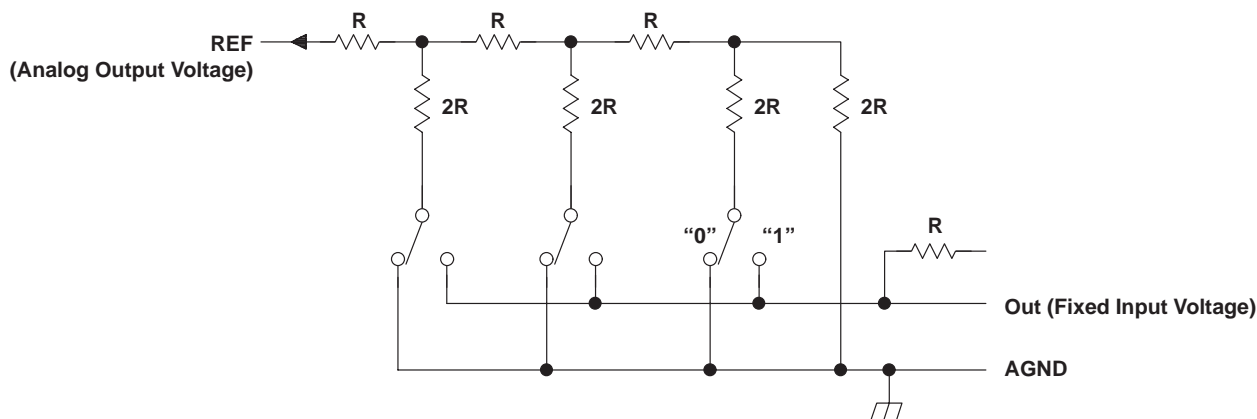 R
R
R
REF
(Analog Output Voltage)
2R
2R
2R
2R
“0”
“1”
R
Out (Fixed Input Voltage)
AGND